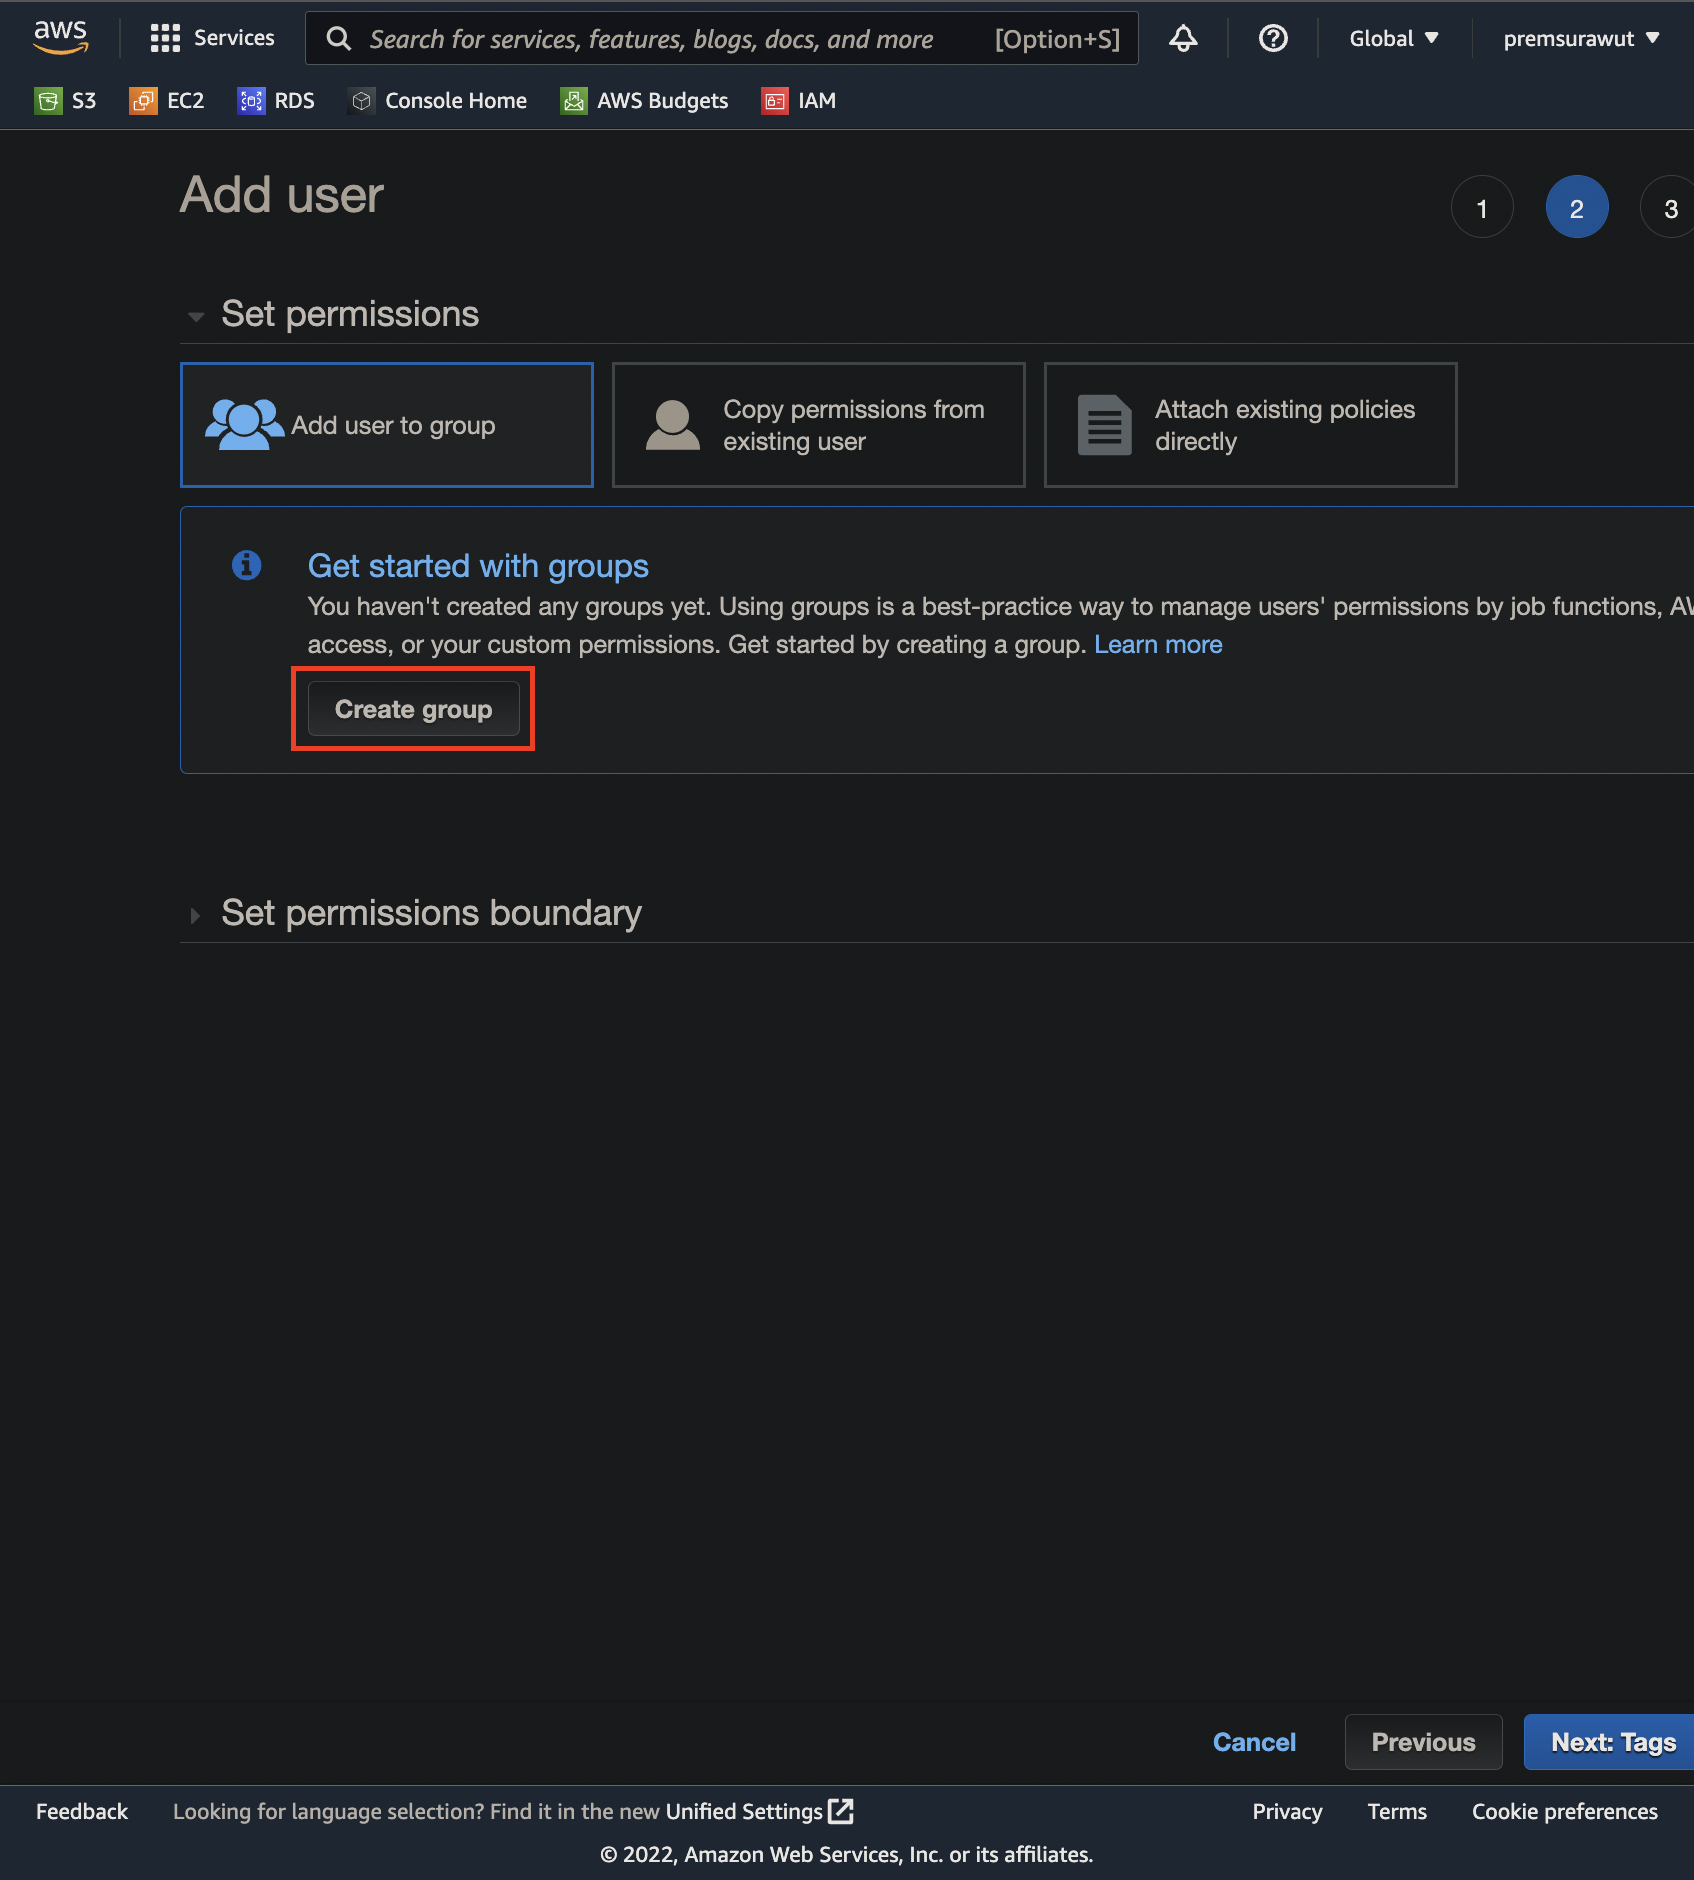 aws
Services
Search for services, features, blogs, docs, and more
[Option+S]
Global
premsurawut
S3
EC2
RDS
Console Home
AWS Budgets
IAM
Add user
1
2
3
Set permissions
Add user to group
Copy permissions from
existing user
Attach existing policies
directly
Get started with groups
You haven't created any groups yet. Using groups is a best-practice way to manage users' permissions by job functions,
access, or your custom permissions. Get started by creating a group. Learn more
Create group
Set permissions boundary
Cancel
Previous
Next: Tags
Feedback
Looking for language selection? Find it in the new Unified Settings
Privacy
Terms
Cookie preferences
© 2022, Amazon Web Services, Inc. or its affiliates.